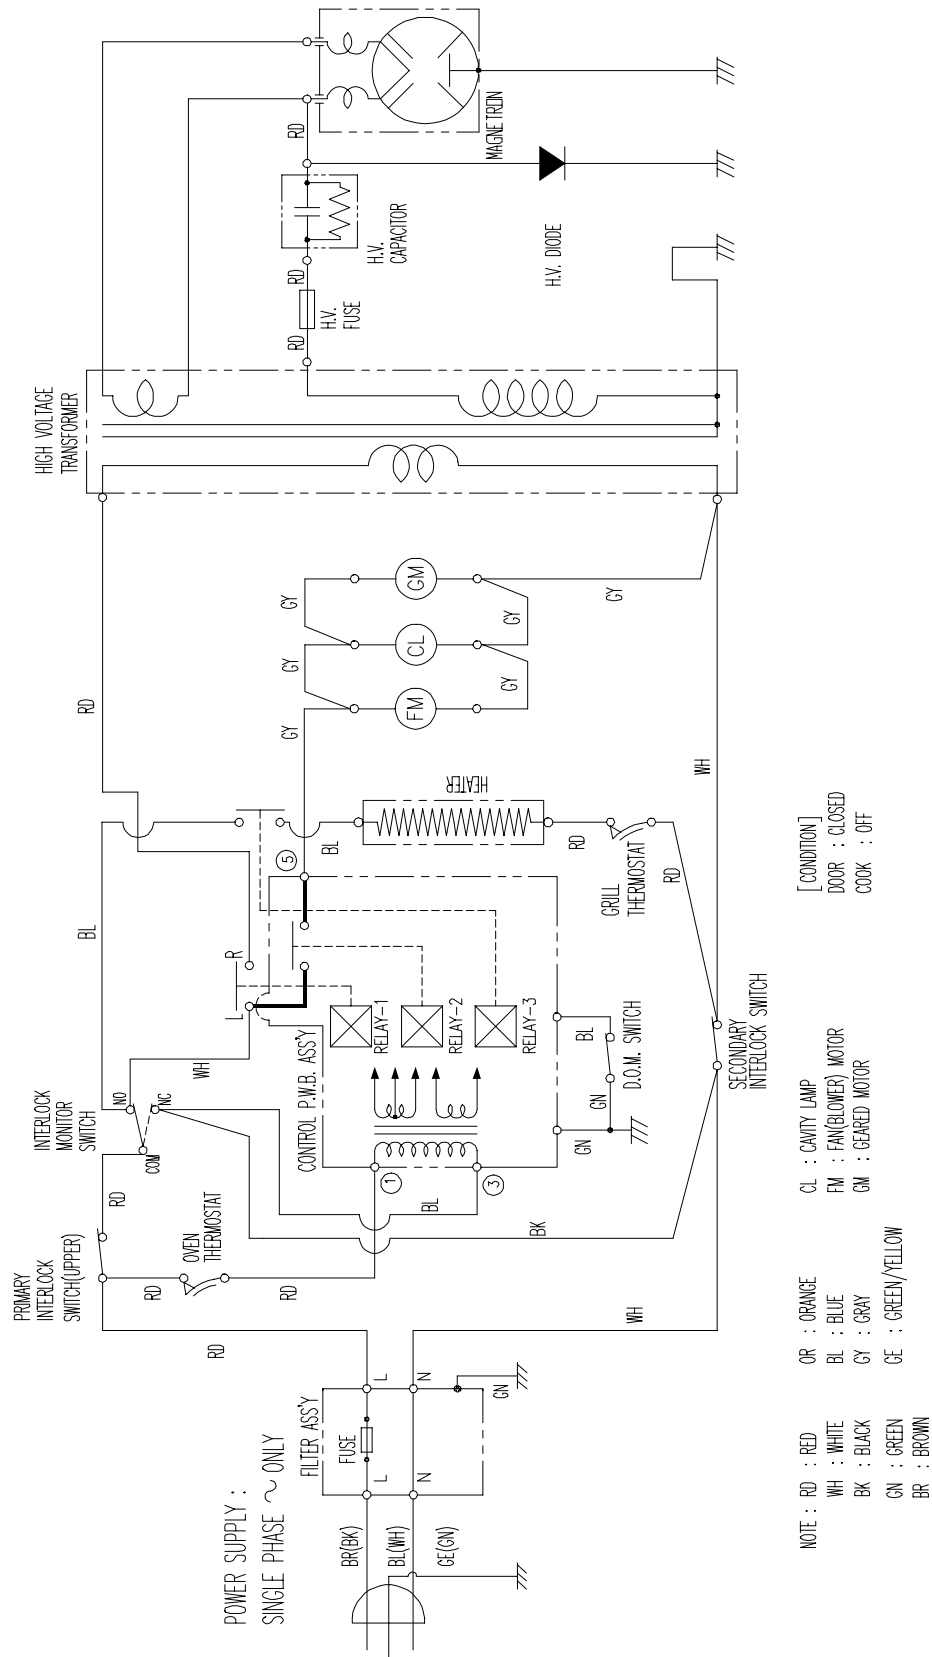 POWER SUPPLY :
SINGLE PHASE ~ ONLY
BR(BK)
BL(WH)
GE(GN)
FILTER ASS'Y
FUSE
L
N
L
N
GN
RD
WH
PRIMARY
INTERLOCK
SWITCH(UPPER)
RD
OVEN
THERMOSTAT
RD
RD
INTERLOCK
MONITOR
SWITCH
COM
NO
NC
WH
BL
BK
CONTROL P.W.B. ASS'Y
1
3
5
RELAY-1
RELAY-2
RELAY-3
L
R
GN
GN
BL
D.O.M. SWITCH
SECONDARY
INTERLOCK SWITCH
BL
RD
BL
HEATER
RD
GRILL
THERMOSTAT
RD
WH
GY
GY
GY
FM
CL
GM
GY
GY
GY
HIGH VOLTAGE
TRANSFORMER
RD
H.V.
FUSE
RD
H.V.
CAPACITOR
RD
MAGNETRON
H.V. DIODE
NOTE : RD : RED
WH : WHITE
BK : BLACK
GN : GREEN
BR : BROWN
OR : ORANGE
BL : BLUE
GY : GRAY
GE : GREEN/YELLOW
CL : CAVITY LAMP
FM : FAN(BLOWER) MOTOR
GM : GEARED MOTOR
[CONDITION]
DOOR : CLOSED
COOK : OFF